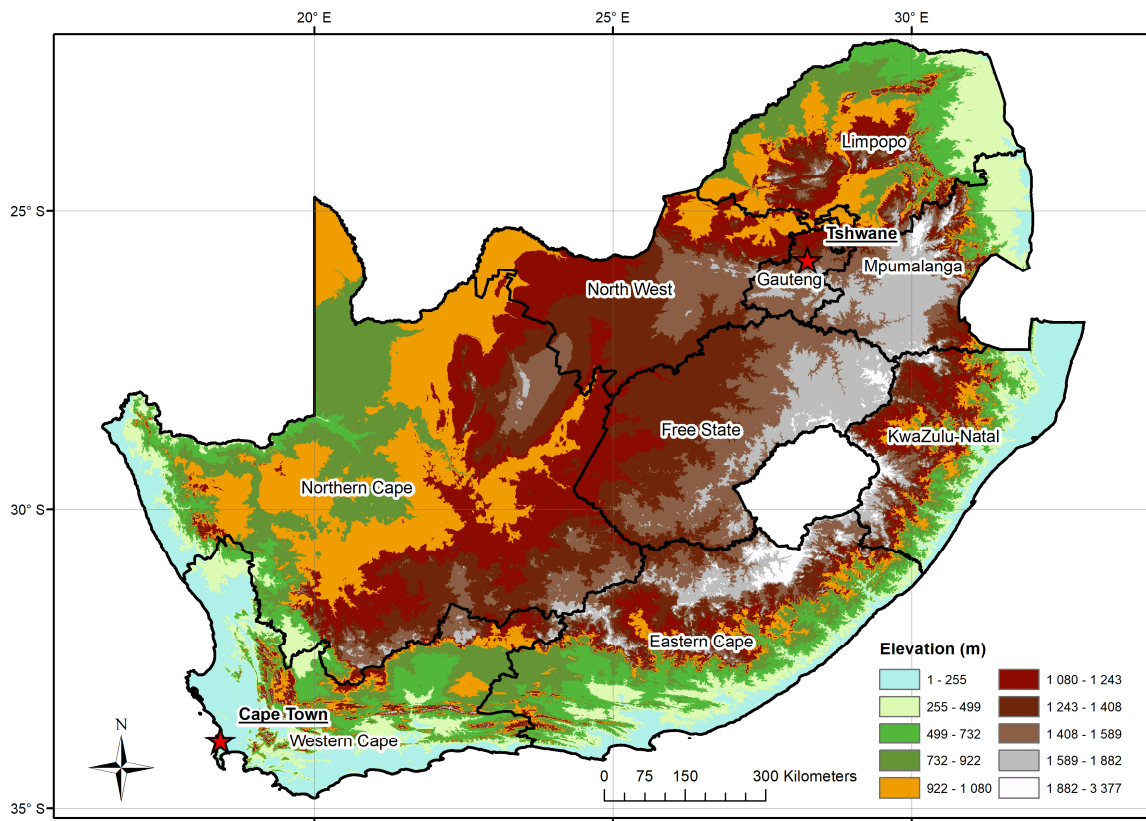 20° E
25° E
30° E
Limpopo
25° S
Tshwane
Mpumalanga
Gauteng
North West
Free State
KwaZulu-Natal
Northern Cape
30° S
Eastern Cape
Elevation (m)
1 - 255
255 - 499
499 - 732
732 - 922
922 - 1 080
1 080 - 1 243
1 243 - 1 408
1 408 - 1 589
1 589 - 1 882
1 882 - 3 377
Cape Town
Western Cape
N
0 75 150 300 Kilometers
35° S